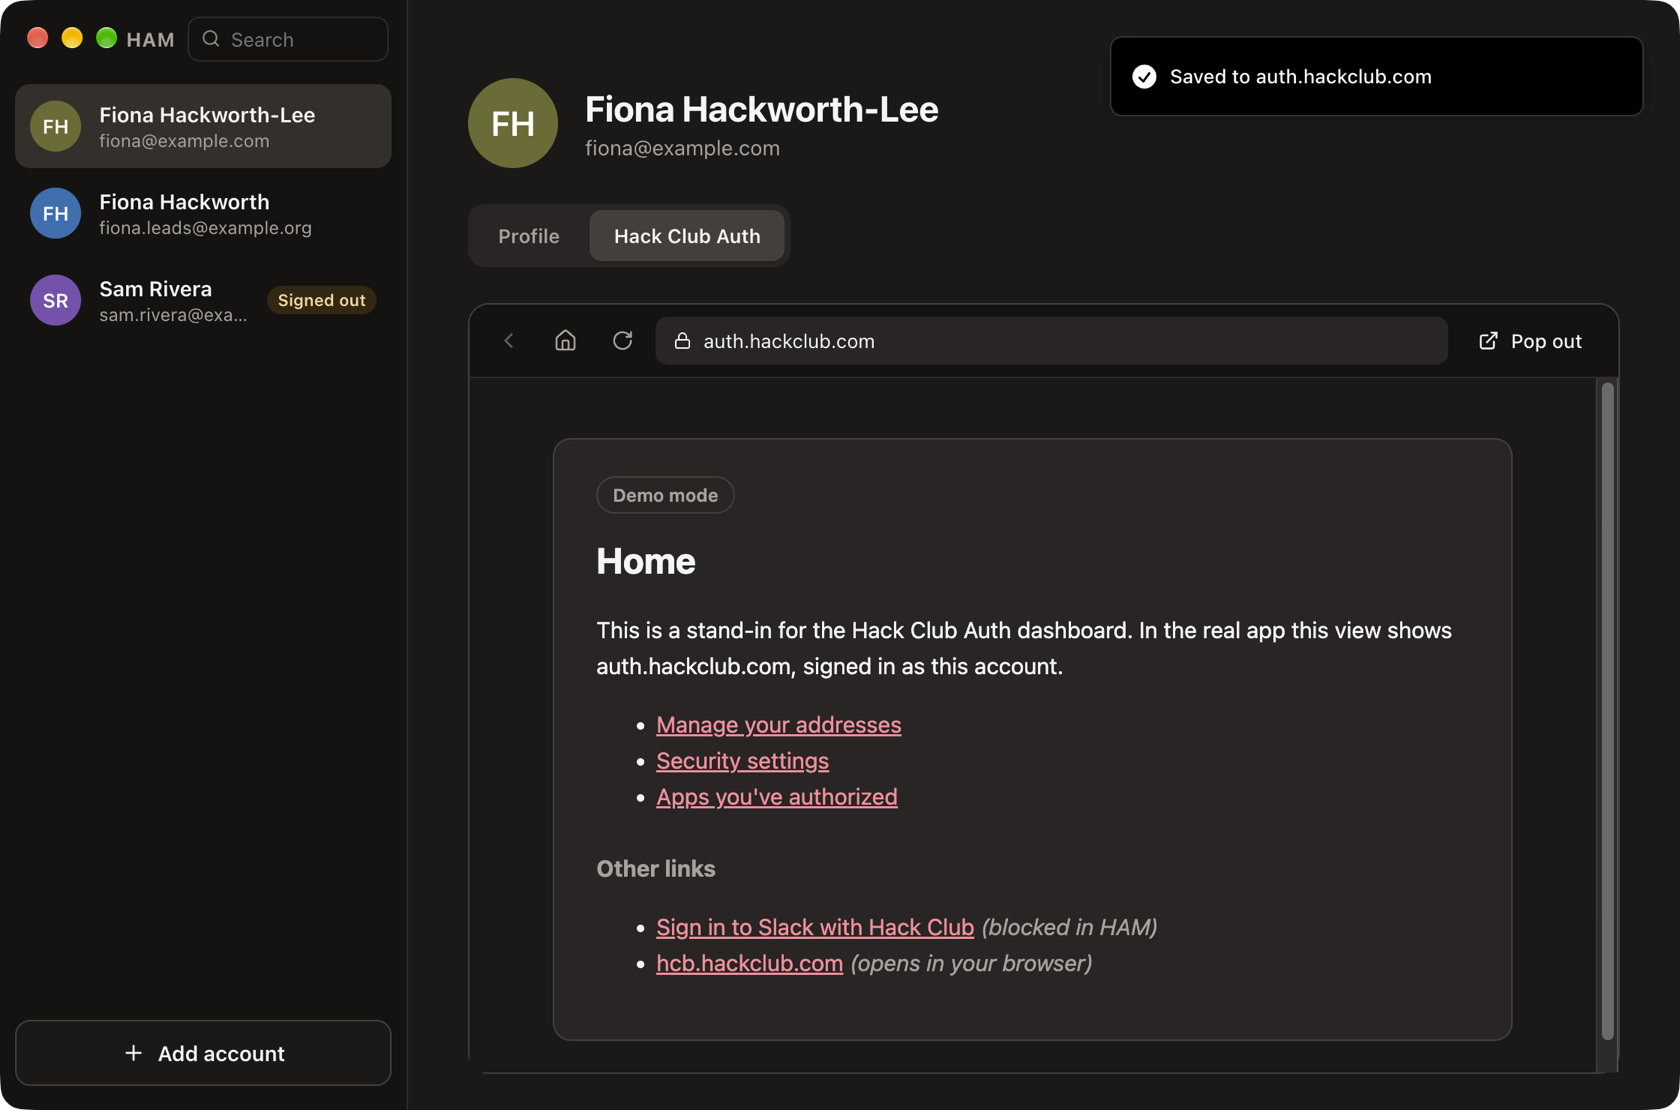 HAM
Search
FH
Fiona Hackworth-Lee
fiona@example.com
FH
Fiona Hackworth
fiona.leads@example.org
SR
Sam Rivera
sam.rivera@exa...
Signed out
Add account
FH
Fiona Hackworth-Lee
fiona@example.com
Saved to auth.hackclub.com
Profile
Hack Club Auth
auth.hackclub.com
Pop out
Demo mode
Home
This is a stand-in for the Hack Club Auth dashboard. In the real app this view shows
auth.hackclub.com, signed in as this account.
• Manage your addresses
• Security settings
• Apps you've authorized
Other links
• Sign in to Slack with Hack Club (blocked in HAM)
• hcb.hackclub.com (opens in your browser)